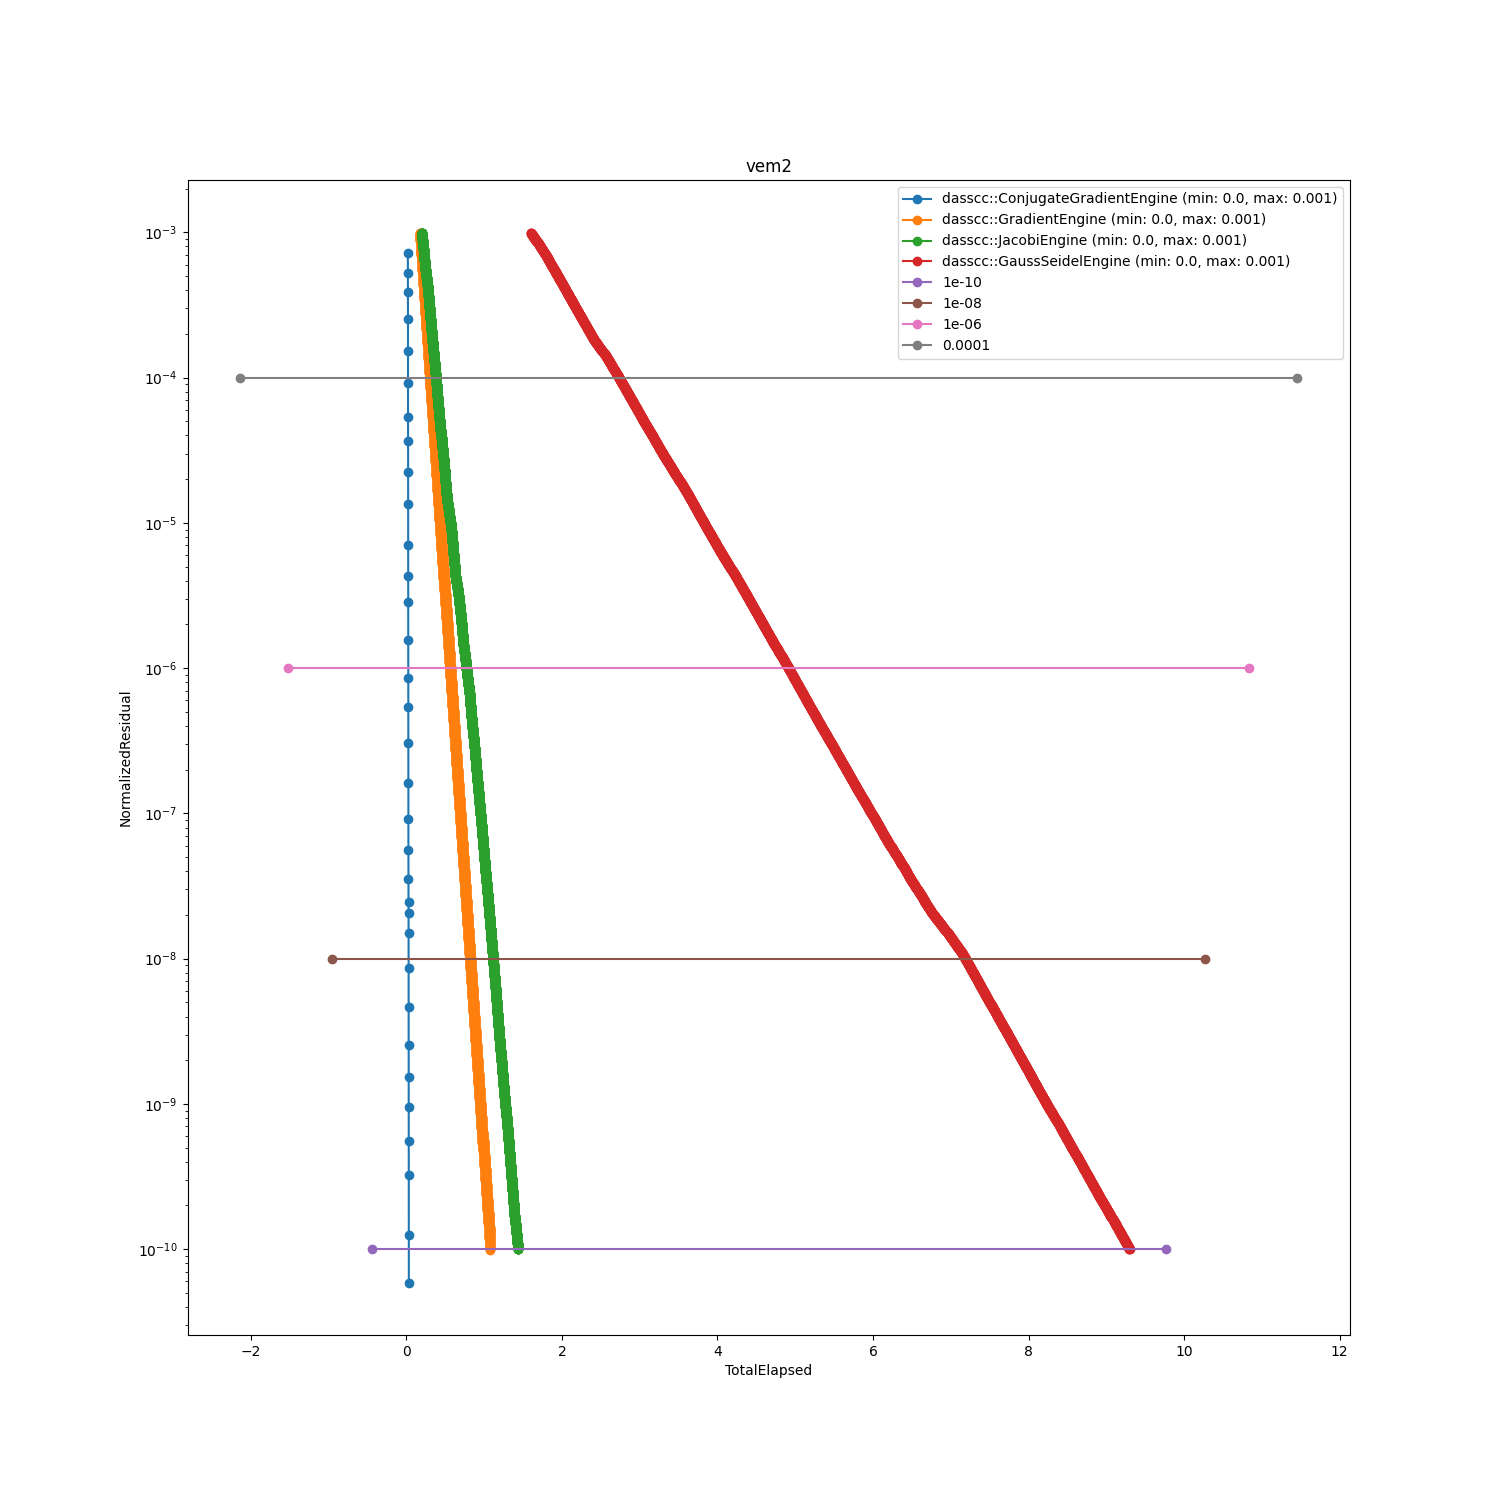 vem2
dasscc::ConjugateGradientEngine (min: 0.0, max: 0.001)
dasscc::GradientEngine (min: 0.0, max: 0.001)
dasscc::JacobiEngine (min: 0.0, max: 0.001)
dasscc::GaussSeidelEngine (min: 0.0, max: 0.001)
1e-10
1e-08
1e-06
0.0001
NormalizedResidual
10⁻³
10⁻⁴
10⁻⁵
10⁻⁶
10⁻⁷
10⁻⁸
10⁻⁹
10⁻¹⁰
−2 0 2 4 6 8 10 12
TotalElapsed